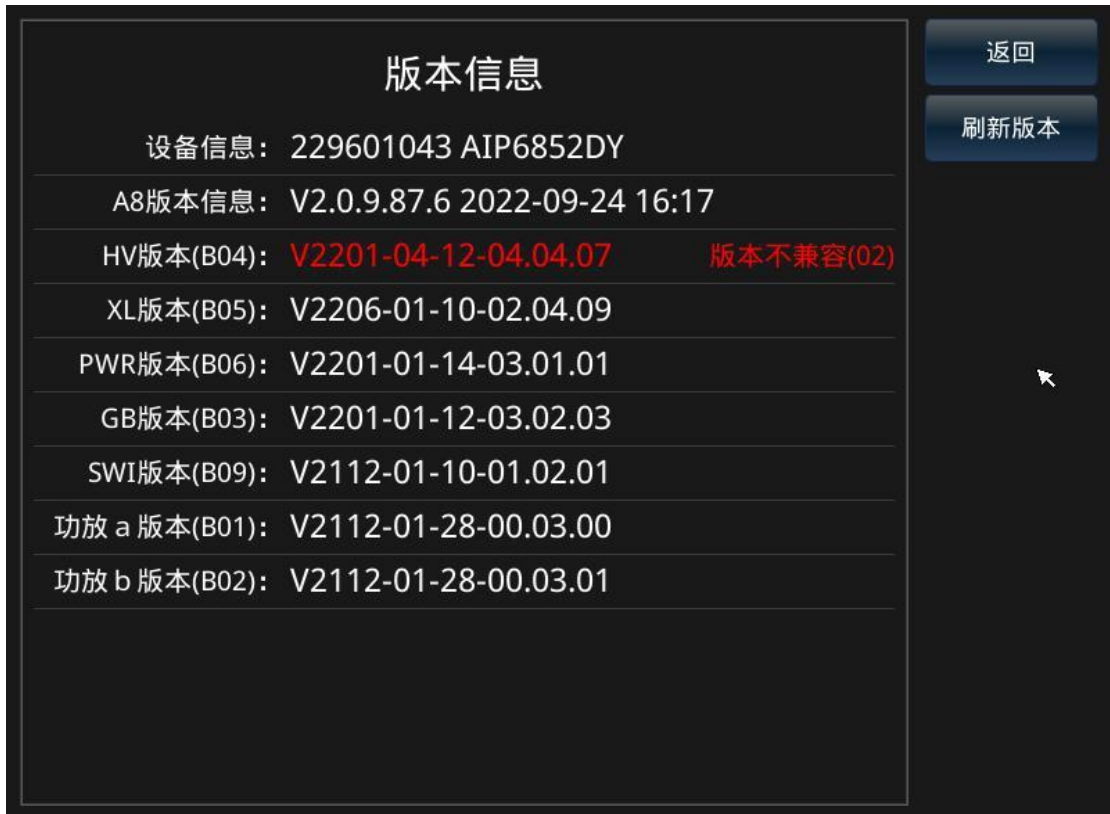 版本信息
返回
刷新版本
设备信息: 229601043 AIP6852DY
A8版本信息: V2.0.9.87.6 2022-09-24 16:17
HV版本(B04): V2201-04-12-04.04.07 版本不兼容(02)
XL版本(B05): V2206-01-10-02.04.09
PWR版本(B06): V2201-01-14-03.01.01
GB版本(B03): V2201-01-12-03.02.03
SWI版本(B09): V2112-01-10-01.02.01
功放 a 版本(B01): V2112-01-28-00.03.00
功放 b 版本(B02): V2112-01-28-00.03.01